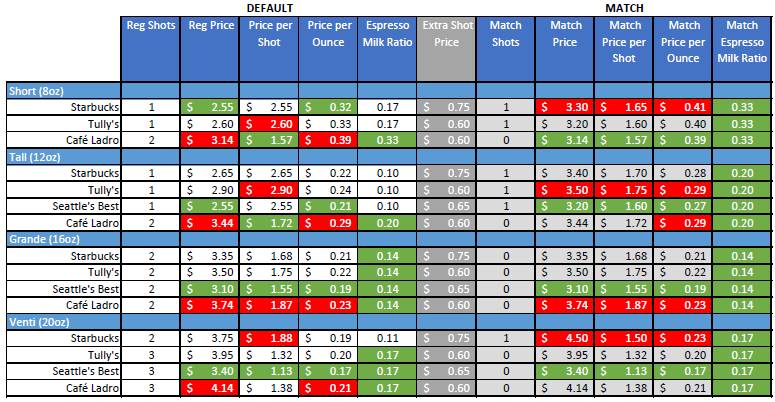 DEFAULT MATCH
Reg Shots Reg Price Price per Shot Price per Ounce Espresso Milk Ratio Extra Shot Price Match Shots Match Price Match Price per Shot Match Price per Ounce Match Espresso Milk Ratio
Short (8oz)
Starbucks 1 $ 2.55 $ 2.55 $ 0.32 0.17 $ 0.75 1 $ 3.30 $ 1.65 $ 0.41 0.33
Tully's 1 $ 2.60 $ 2.60 $ 0.33 0.17 $ 0.60 1 $ 3.20 $ 1.60 $ 0.40 0.33
Café Ladro 2 $ 3.14 $ 1.57 $ 0.39 0.33 $ 0.60 0 $ 3.14 $ 1.57 $ 0.39 0.33
Tall (12oz)
Starbucks 1 $ 2.65 $ 2.65 $ 0.22 0.10 $ 0.75 1 $ 3.40 $ 1.70 $ 0.28 0.20
Tully's 1 $ 2.90 $ 2.90 $ 0.24 0.10 $ 0.60 1 $ 3.50 $ 1.75 $ 0.29 0.20
Seattle's Best 1 $ 2.55 $ 2.55 $ 0.21 0.10 $ 0.65 1 $ 3.20 $ 1.60 $ 0.27 0.20
Café Ladro 2 $ 3.44 $ 1.72 $ 0.29 0.20 $ 0.60 0 $ 3.44 $ 1.72 $ 0.29 0.20
Grande (16oz)
Starbucks 2 $ 3.35 $ 1.68 $ 0.21 0.14 $ 0.75 0 $ 3.35 $ 1.68 $ 0.21 0.14
Tully's 2 $ 3.50 $ 1.75 $ 0.22 0.14 $ 0.60 0 $ 3.50 $ 1.75 $ 0.22 0.14
Seattle's Best 2 $ 3.10 $ 1.55 $ 0.19 0.14 $ 0.65 0 $ 3.10 $ 1.55 $ 0.19 0.14
Café Ladro 2 $ 3.74 $ 1.87 $ 0.23 0.14 $ 0.60 0 $ 3.74 $ 1.87 $ 0.23 0.14
Venti (20oz)
Starbucks 2 $ 3.75 $ 1.88 $ 0.19 0.11 $ 0.75 1 $ 4.50 $ 1.50 $ 0.23 0.17
Tully's 3 $ 3.95 $ 1.32 $ 0.20 0.17 $ 0.60 0 $ 3.95 $ 1.32 $ 0.20 0.17
Seattle's Best 3 $ 3.40 $ 1.13 $ 0.17 0.17 $ 0.65 0 $ 3.40 $ 1.13 $ 0.17 0.17
Café Ladro 3 $ 4.14 $ 1.38 $ 0.21 0.17 $ 0.60 0 $ 4.14 $ 1.38 $ 0.21 0.17